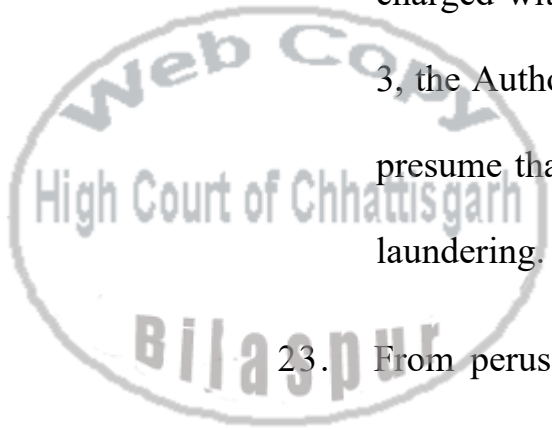 charged wit
Web Copy
3, the Autho
presume tha
High Court of Chhattisgarh
laundering.
Bilaspur
23. From perus